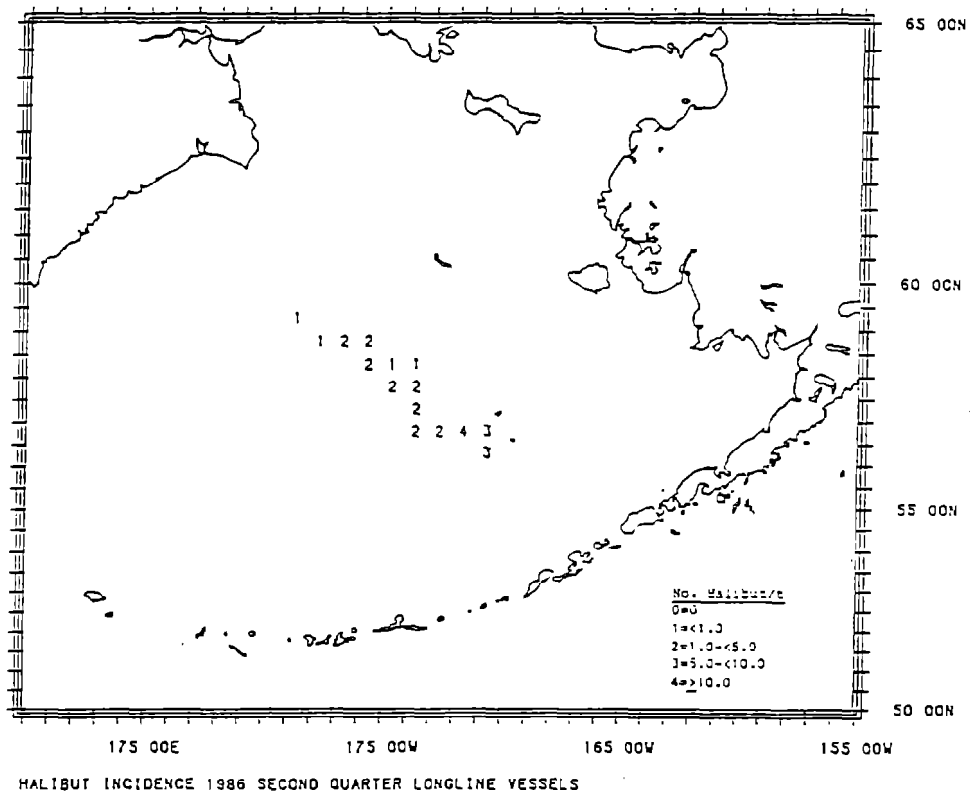 65 00N
60 00N
1
1 2 2
2 1 1
2 2
2
2 2 4 3
3
55 00N
No. Halibut/t
0=0
1=<1.0
2=1.0-<5.0
3=5.0-<10.0
4=≥10.0
50 00N
175 00E 175 00W 165 00W 155 00W
HALIBUT INCIDENCE 1986 SECOND QUARTER LONGLINE VESSELS